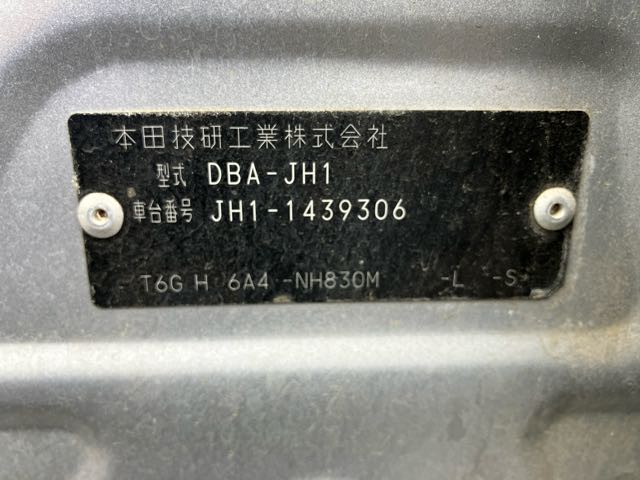 本田技研工業株式会社
型式 DBA-JH1
車台番号 JH1-1439306
T6G H 6A4 -NH830M -L -S